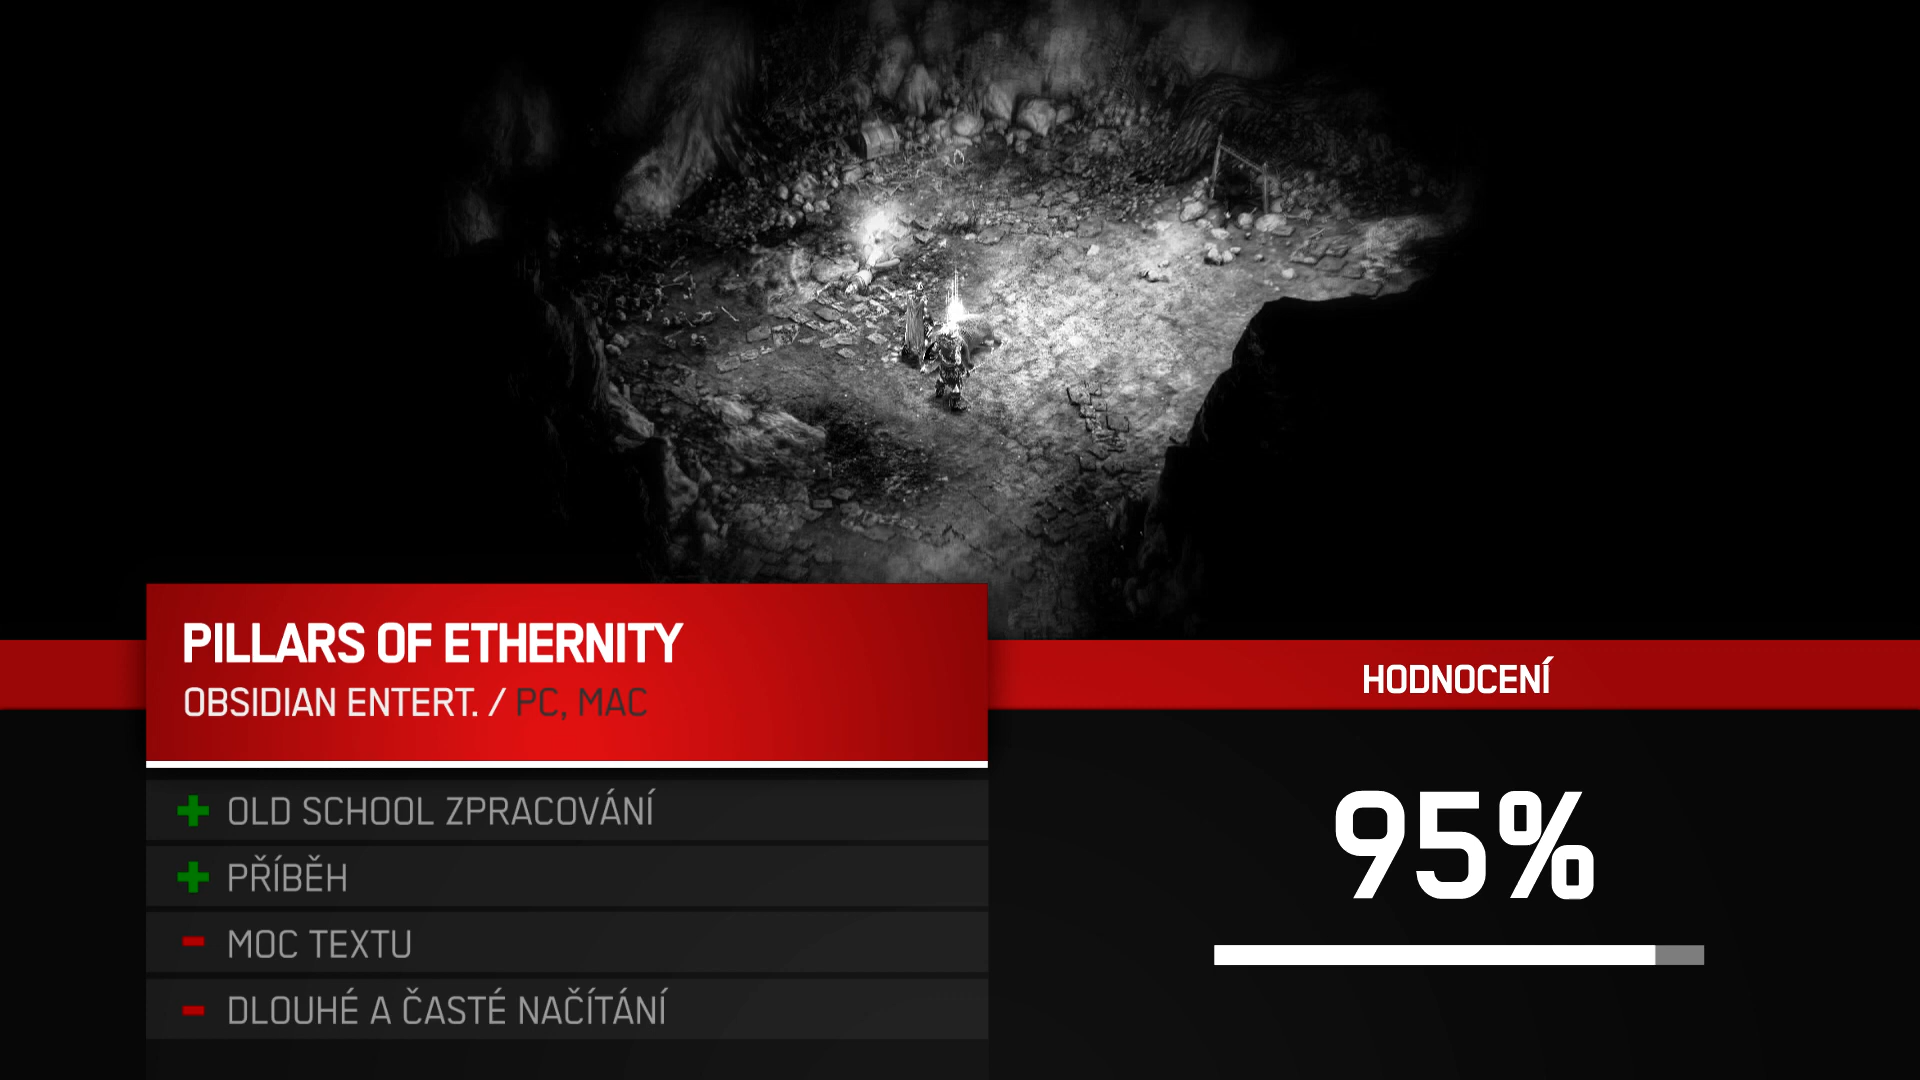 PILLARS OF ETHERNITY
OBSIDIAN ENTERT. / PC, MAC
OLD SCHOOL ZPRACOVÁNÍ
PŘÍBĚH
MOC TEXTU
DLOUHÉ A ČASTÉ NAČÍTÁNÍ
HODNOCENÍ
95%